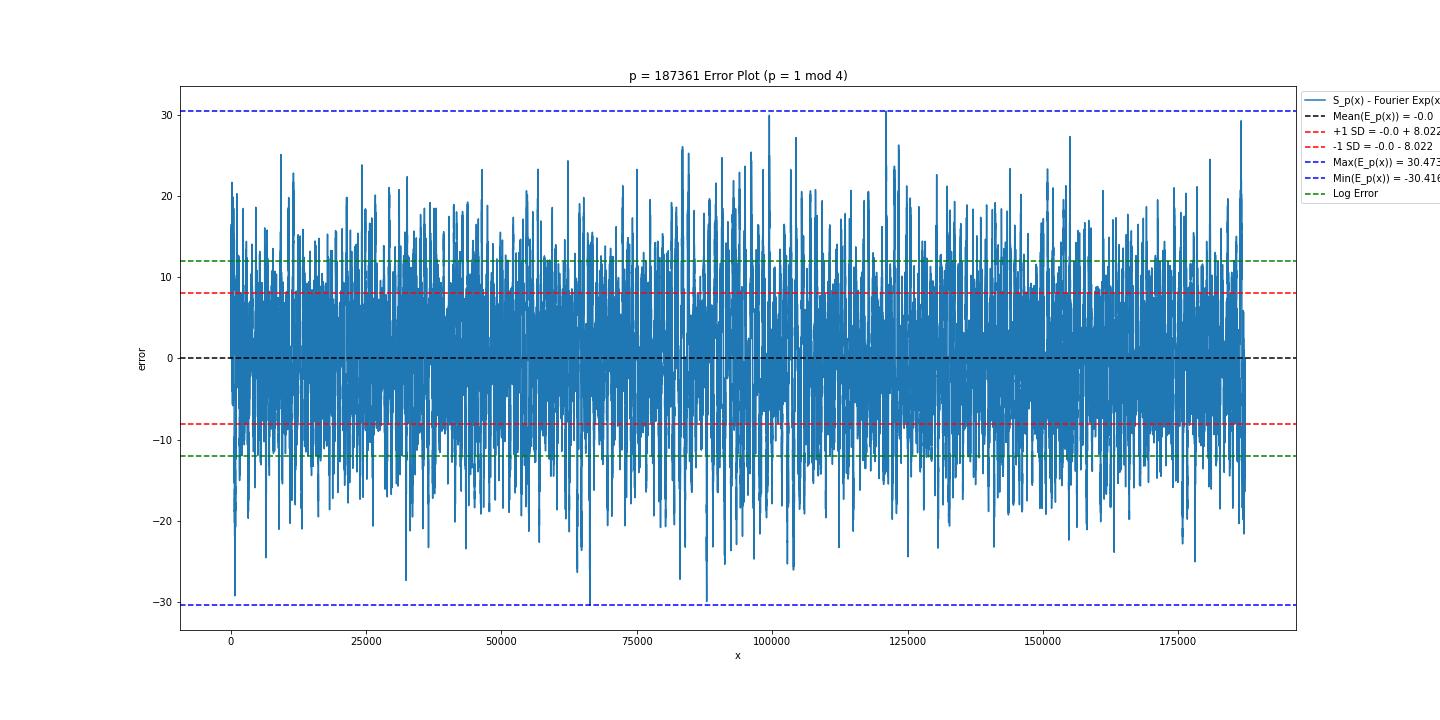 p = 187361 Error Plot (p = 1 mod 4)
S_p(x) - Fourier Exp(x
Mean(E_p(x)) = -0.0
+1 SD = -0.0 + 8.022
-1 SD = -0.0 - 8.022
Max(E_p(x)) = 30.473
Min(E_p(x)) = -30.416
Log Error
30
20
10
0
−10
−20
−30
error
0
25000
50000
75000
100000
125000
150000
175000
x